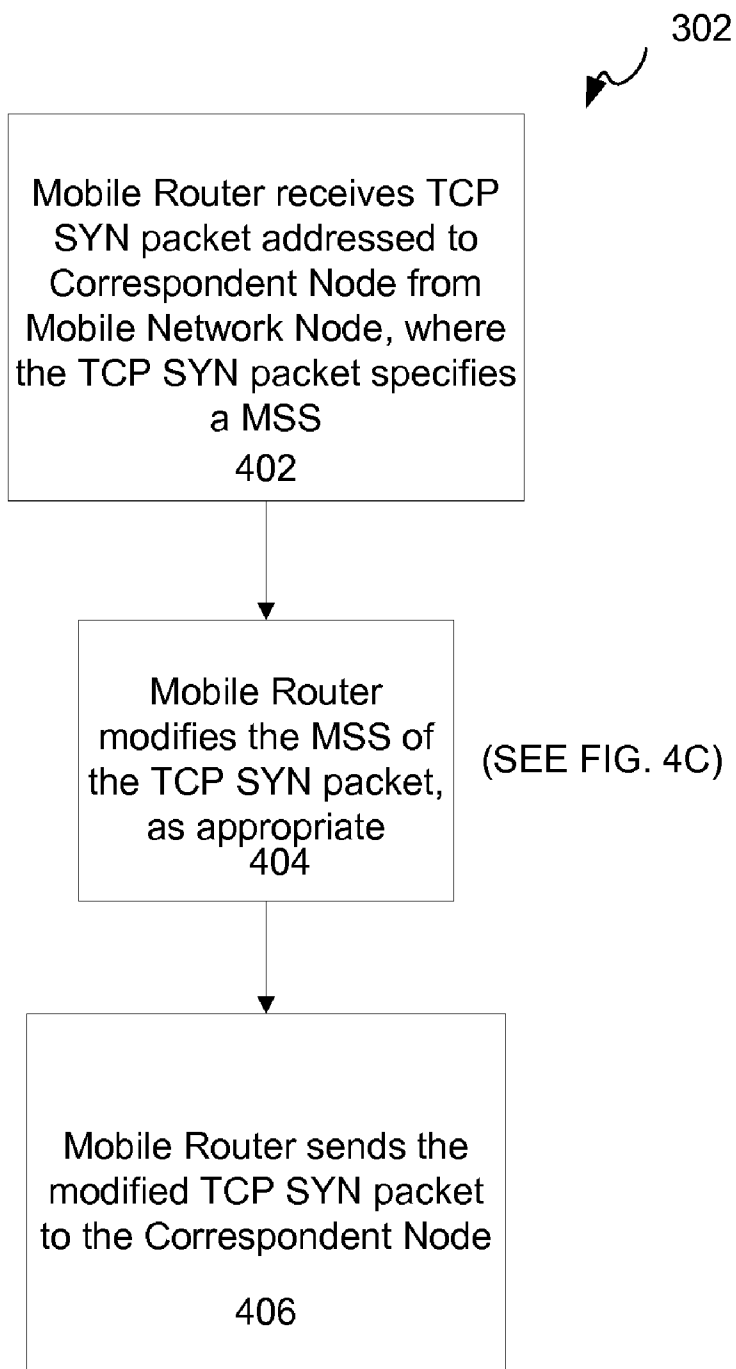 302
Mobile Router receives TCP
SYN packet addressed to
Correspondent Node from
Mobile Network Node, where
the TCP SYN packet specifies
a MSS
402
Mobile Router
modifies the MSS of
the TCP SYN packet,
as appropriate
404
(SEE FIG. 4C)
Mobile Router sends the
modified TCP SYN packet
to the Correspondent Node
406